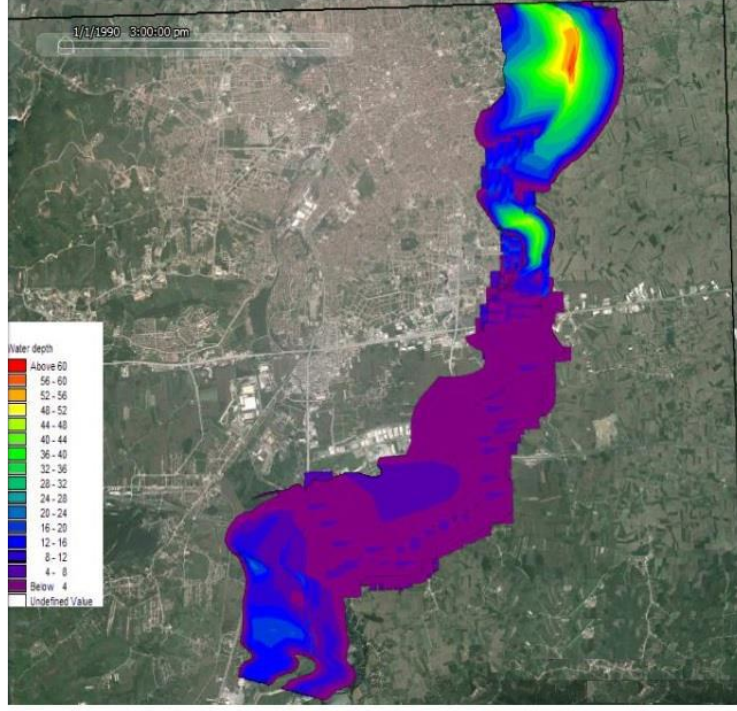 1/1/1990 3:00:00 pm
Water depth
Above 60
56 - 60
52 - 56
48 - 52
44 - 48
40 - 44
36 - 40
32 - 36
28 - 32
24 - 28
20 - 24
16 - 20
12 - 16
8 - 12
4 - 8
Below 4
Undefined Value